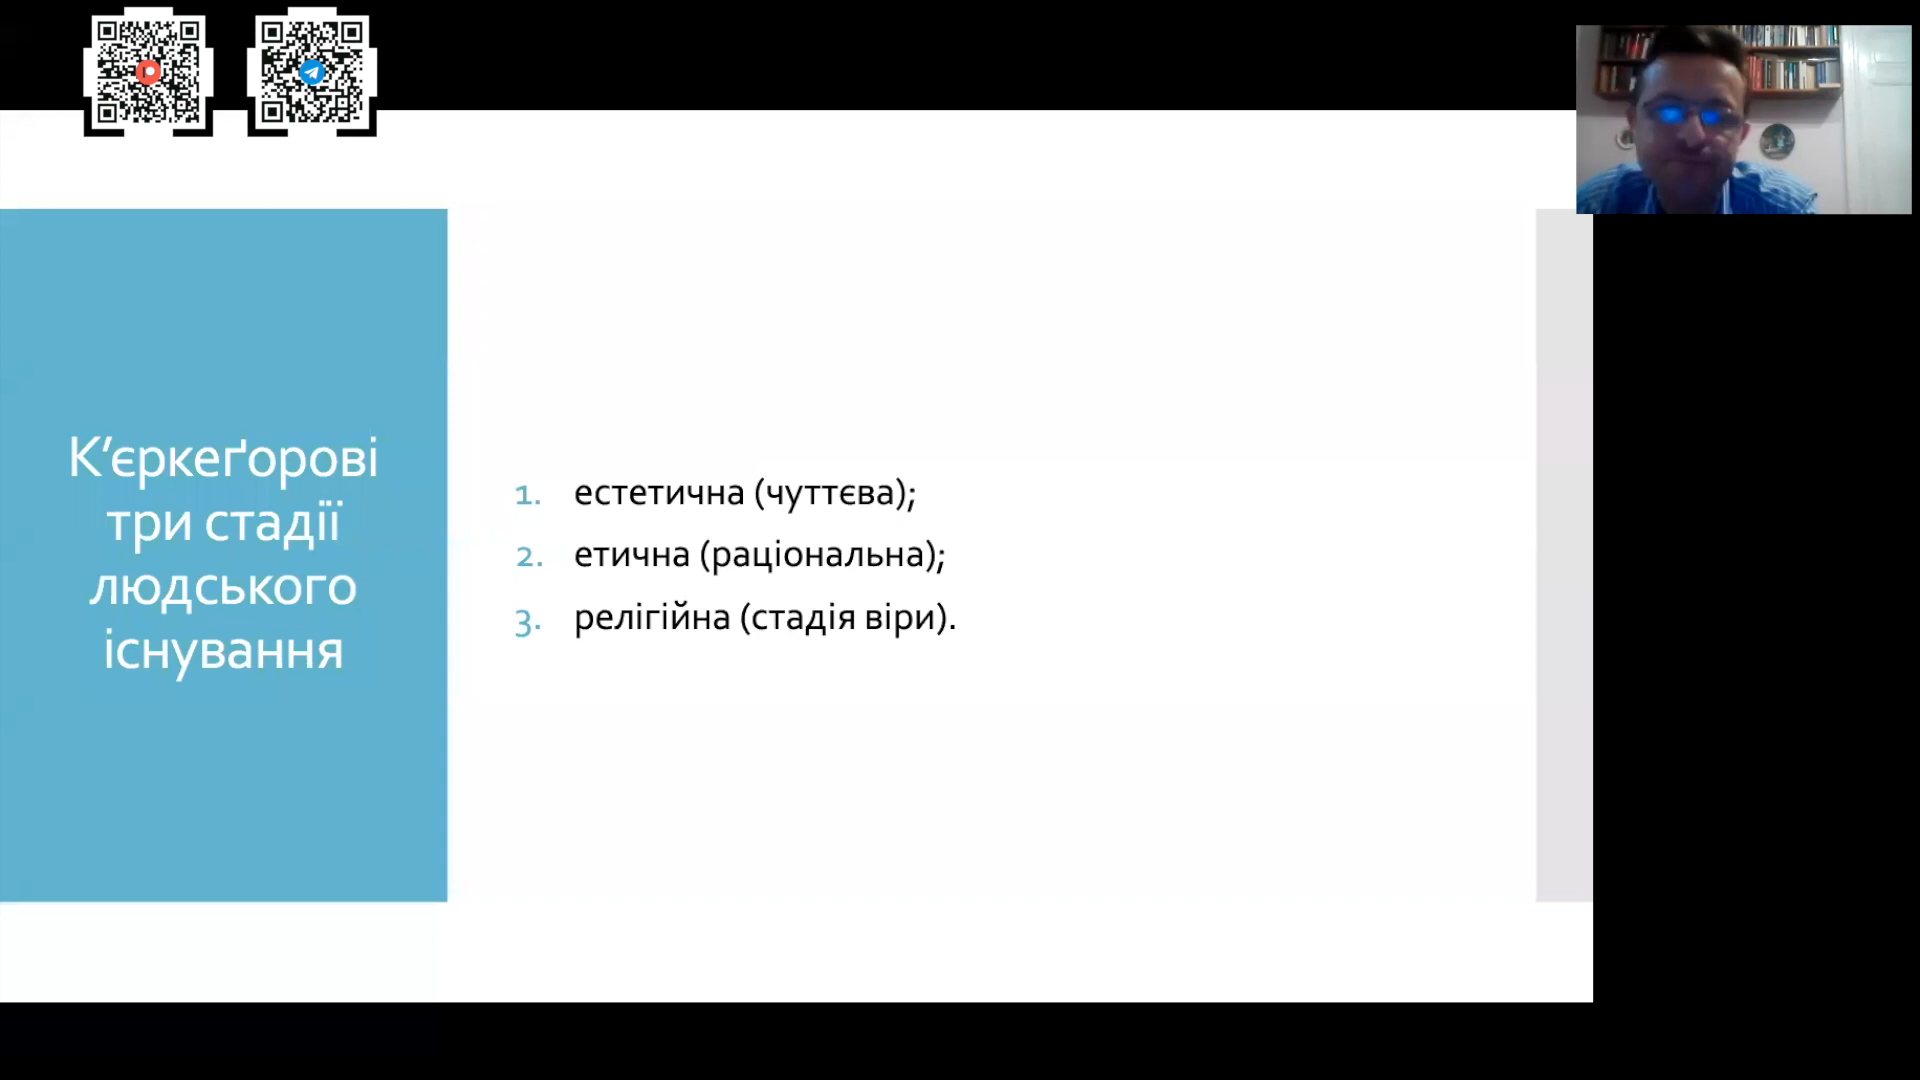 К’єркеґорові
три стадії
людського
існування
1. естетична (чуттєва);
2. етична (раціональна);
3. релігійна (стадія віри).